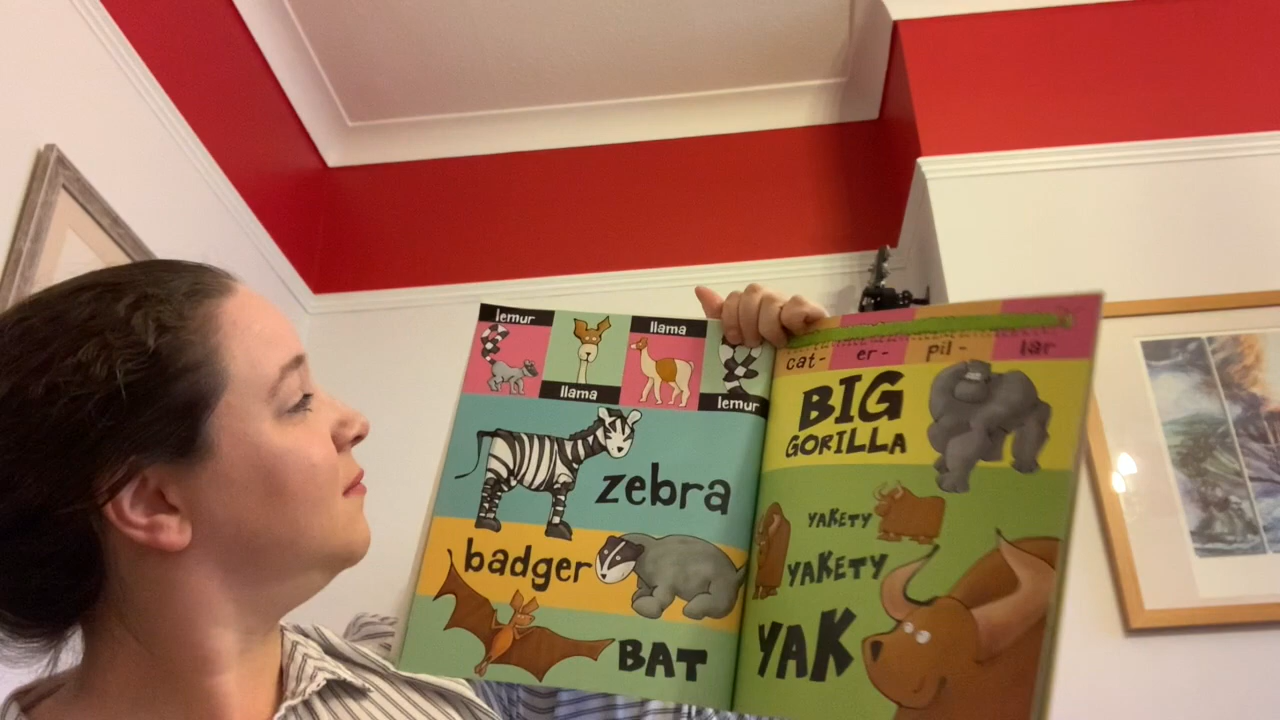 lemur
llama
llama
lemur
zebra
badger
BAT
cat- er- pil- lar
BIG
GORILLA
YAKETY
YAKETY
YAK